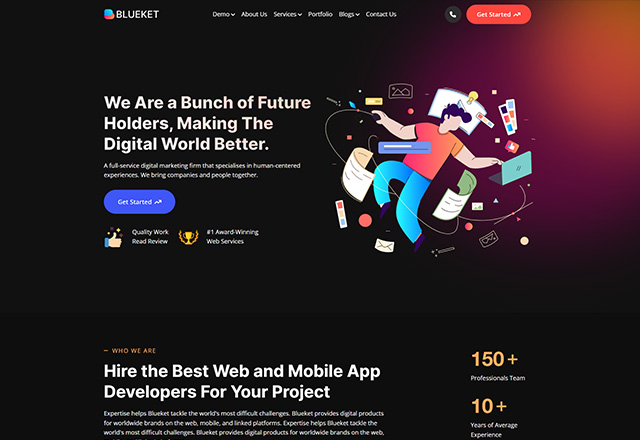 BLUEKET
Demo About Us Services Portfolio Blogs Contact Us
Get Started
We Are a Bunch of Future
Holders, Making The
Digital World Better.
A full-service digital marketing firm that specialises in human-centered
experiences. We bring companies and people together.
Get Started
Quality Work
Read Review
#1 Award-Winning
Web Services
WHO WE ARE
Hire the Best Web and Mobile App
Developers For Your Project
Expertise helps Blueket tackle the world's most difficult challenges. Blueket provides digital products
for worldwide brands on the web, mobile, and linked platforms. Expertise helps Blueket tackle the
world's most difficult challenges. Blueket provides digital products for worldwide brands on the web,
150+
Professionals Team
10+
Years of Average
Experience